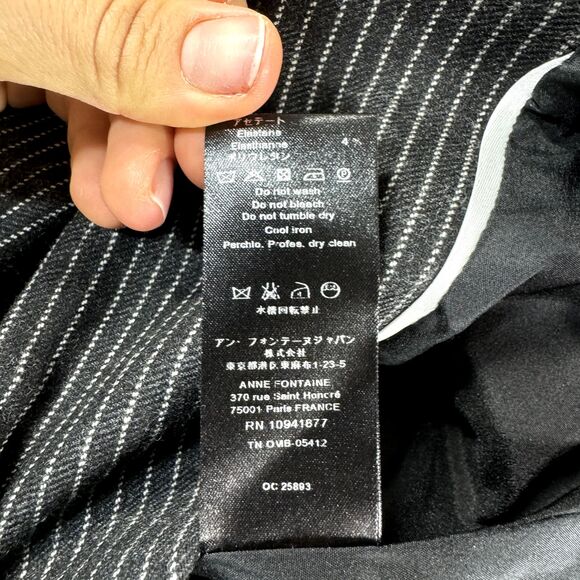 アセテート
Elastane
Elasthanne
ポリウレタン 4 %
Do not wash
Do not bleach
Do not tumble dry
Cool iron
Perchlo. Profes. dry clean
水機回転禁止
アン・フォンテーヌジャパン
株式会社
東京都港区東麻布1-23-5
ANNE FONTAINE
370 rue Saint Honoré
75001 Paris FRANCE
RN 10941877
TN OMB-05412
OC 25893